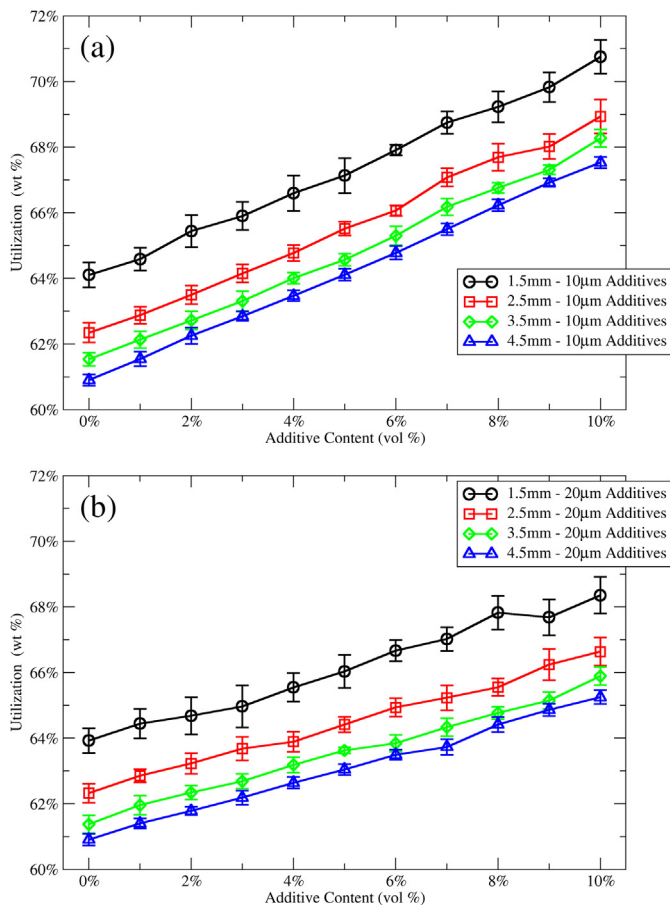 72%
(a)
70%
68%
66%
64%
62%
60%
Utilization (wt %)
1.5mm - 10μm Additives
2.5mm - 10μm Additives
3.5mm - 10μm Additives
4.5mm - 10μm Additives
0%
2%
4%
6%
8%
10%
Additive Content (vol %)
72%
(b)
70%
68%
66%
64%
62%
60%
Utilization (wt %)
1.5mm - 20μm Additives
2.5mm - 20μm Additives
3.5mm - 20μm Additives
4.5mm - 20μm Additives
0%
2%
4%
6%
8%
10%
Additive Content (vol %)